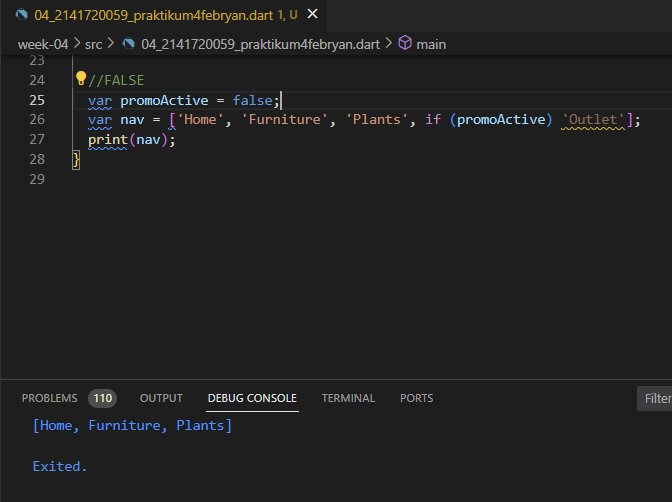 04_2141720059_praktikum4febryan.dart 1, U
week-04 > src > 04_2141720059_praktikum4febryan.dart > main
23
24 //FALSE
25 var promoActive = false;
26 var nav = ['Home', 'Furniture', 'Plants', if (promoActive) 'Outlet'];
27 print(nav);
28 }
29
PROBLEMS 110 OUTPUT DEBUG CONSOLE TERMINAL PORTS Filter
[Home, Furniture, Plants]
Exited.